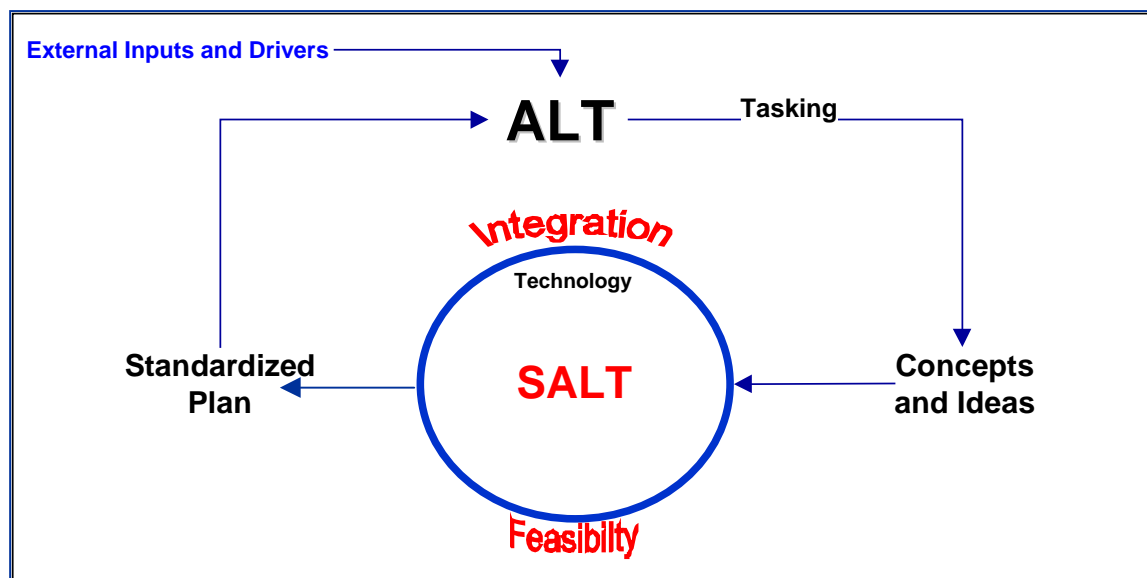 External Inputs and Drivers
ALT
Tasking
Integration
Technology
SALT
Standardized
Plan
Concepts
and Ideas
Feasibilty